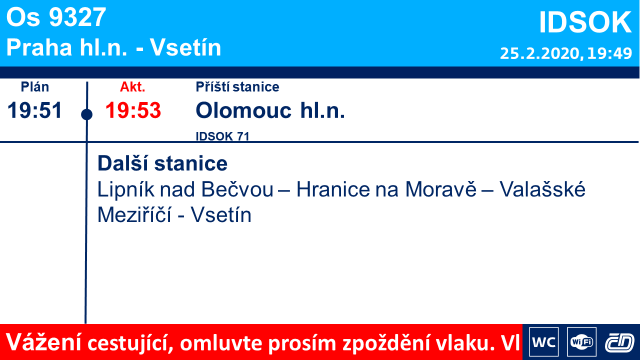 Os 9327
Praha hl.n. - Vsetín
IDSOK
25.2.2020, 19:49
Plán
Akt.
Příští stanice
19:51
19:53
Olomouc hl.n.
IDSOK 71
Další stanice
Lipník nad Bečvou – Hranice na Moravě – Valašské
Meziříčí - Vsetín
Vážení cestující, omluvte prosím zpoždění vlaku. Vl
WC
WiFi
ČD